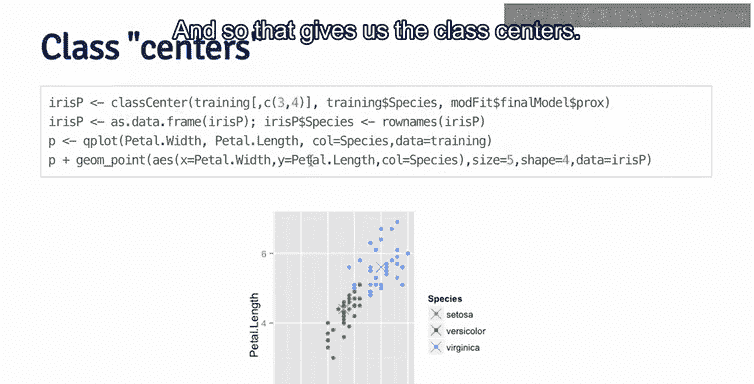 And so that gives us the class centers.
Class "centers"
irisP <- classCenter(training[,c(3,4)], training$Species, modFit$finalModel$prox)
irisP <- as.data.frame(irisP); irisP$Species <- rownames(irisP)
p <- qplot(Petal.Width, Petal.Length, col=Species,data=training)
p + geom_point(aes(x=Petal.Width,y=Petal.Length,col=Species),size=5,shape=4,data=irisP)
6
4
Petal.Length
Species
setosa
versicolor
virginica